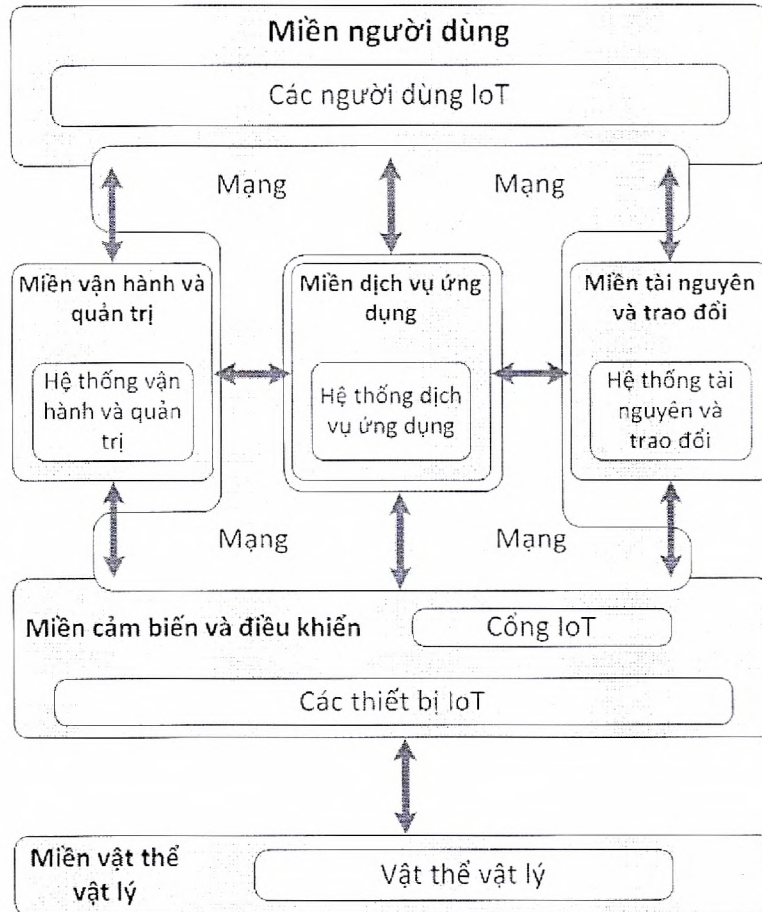 Miền người dùng
Các người dùng IoT
Mạng
Mạng
Miền vận hành và
quản trị
Hệ thống vận
hành và quản
trị
Miền dịch vụ ứng
dụng
Hệ thống dịch
vụ ứng dụng
Miền tài nguyên
và trao đổi
Hệ thống tài
nguyên và
trao đổi
Mạng
Mạng
Miền cảm biến và điều khiển
Cổng IoT
Các thiết bị IoT
Miền vật thể
vật lý
Vật thể vật lý